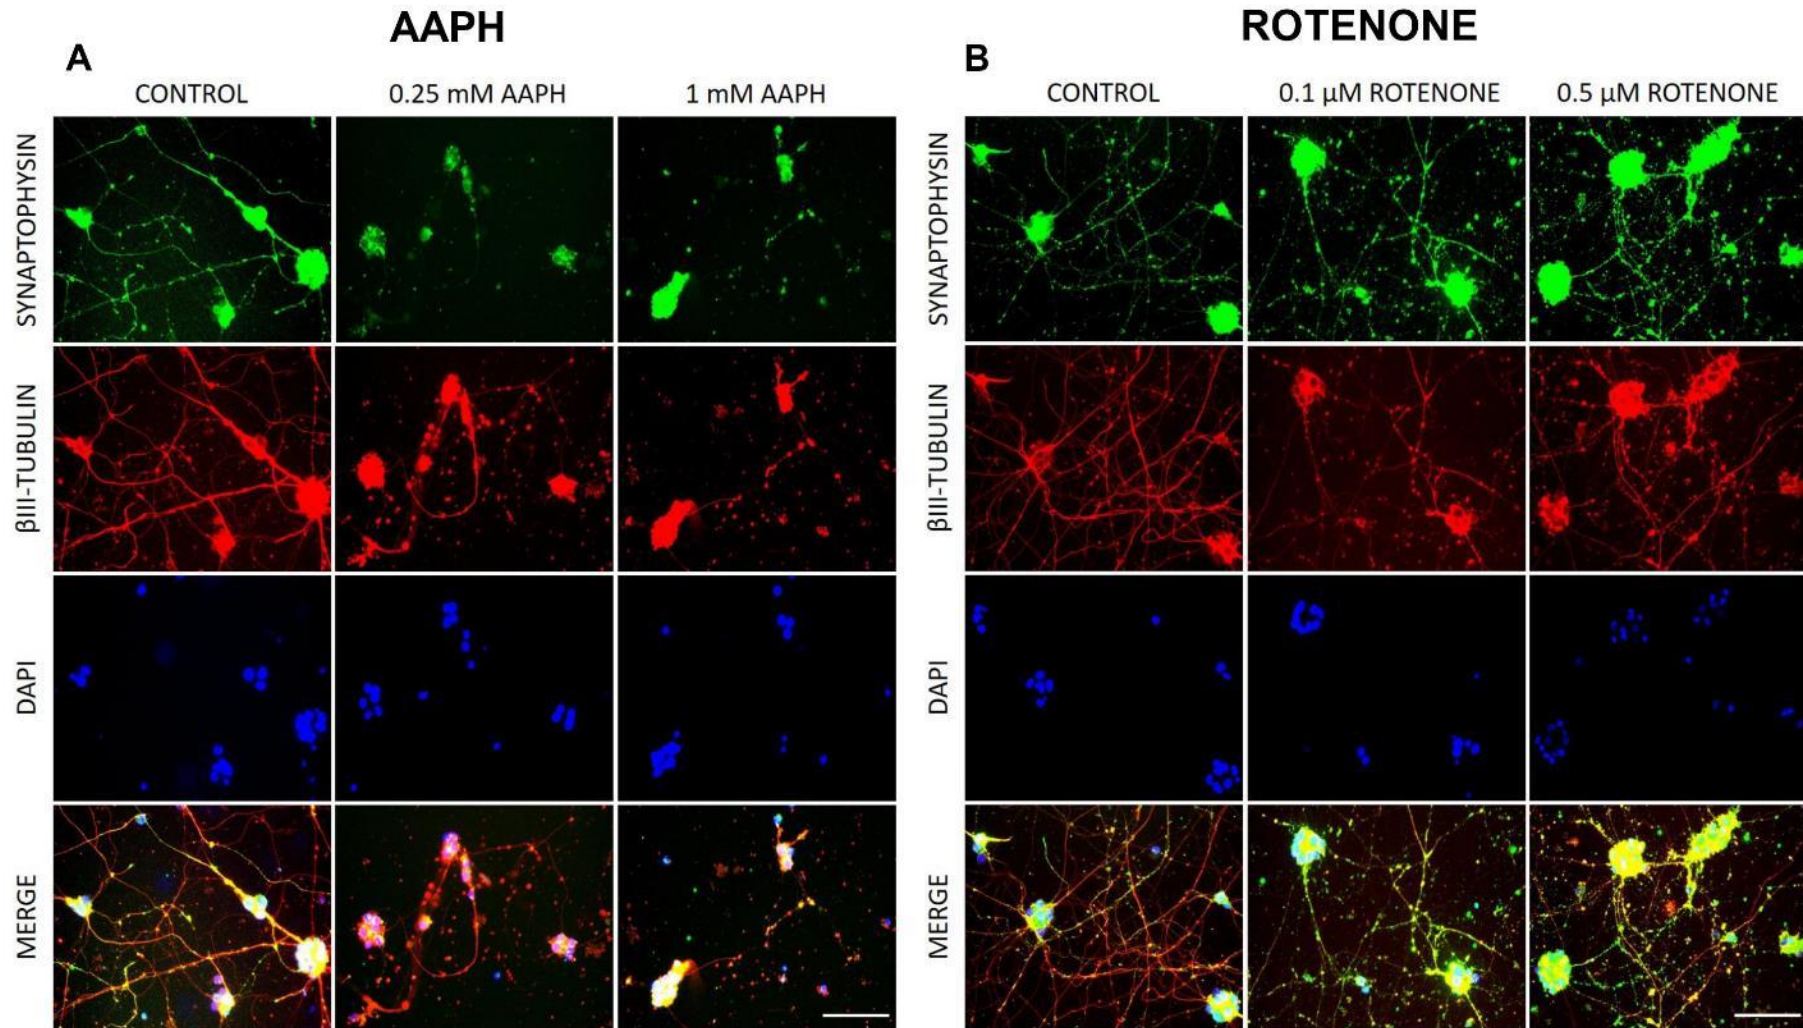 AAPH
A
CONTROL
0.25 mM AAPH
1 mM AAPH
SYNAPTOPHYSIN
βIII-TUBULIN
DAPI
MERGE
ROTENONE
B
CONTROL
0.1 µM ROTENONE
0.5 µM ROTENONE
SYNAPTOPHYSIN
βIII-TUBULIN
DAPI
MERGE